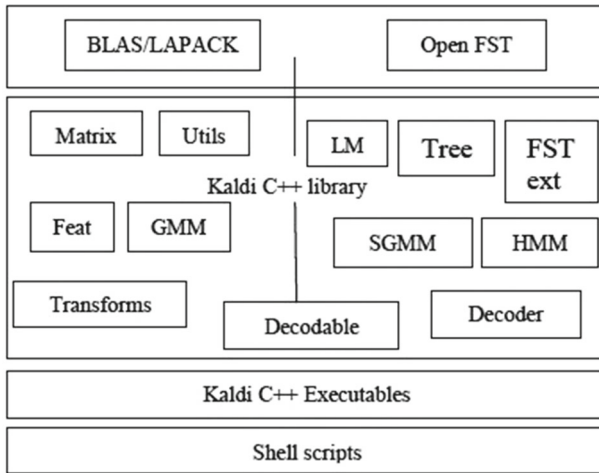 BLAS/LAPACK
Open FST
Matrix
Utils
LM
Tree
FST
ext
Kaldi C++ library
Feat
GMM
SGMM
HMM
Transforms
Decodable
Decoder
Kaldi C++ Executables
Shell scripts